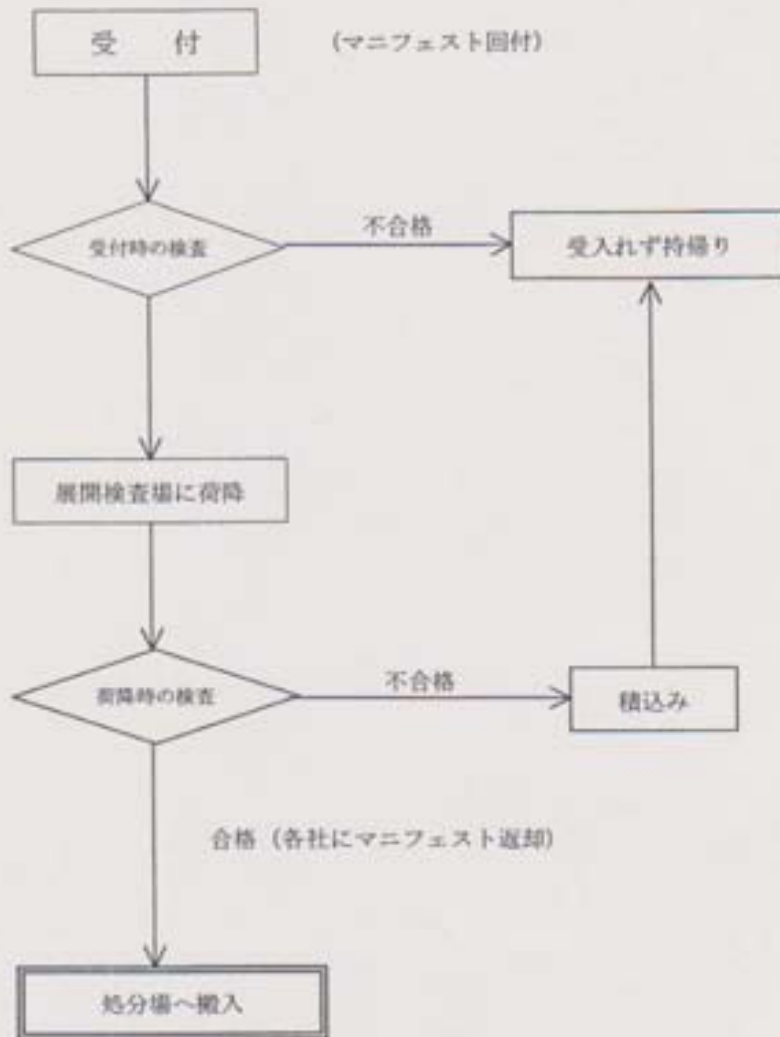 受　　付
(マニフェスト回付)
受付時の検査
不合格
受入れず持帰り
展開検査場に荷降
荷降時の検査
不合格
積込み
合格（各社にマニフェスト返却）
処分場へ搬入